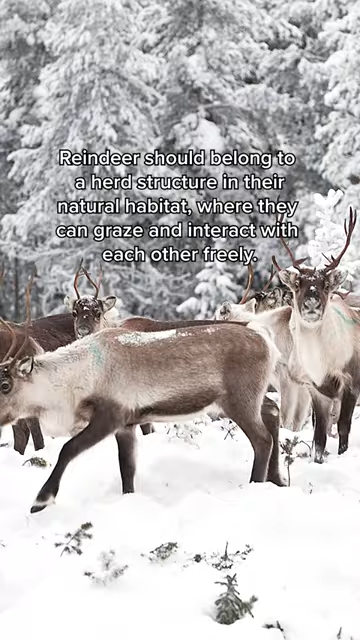 Reindeer should belong to
a herd structure in their
natural habitat, where they
can graze and interact with
each other freely.